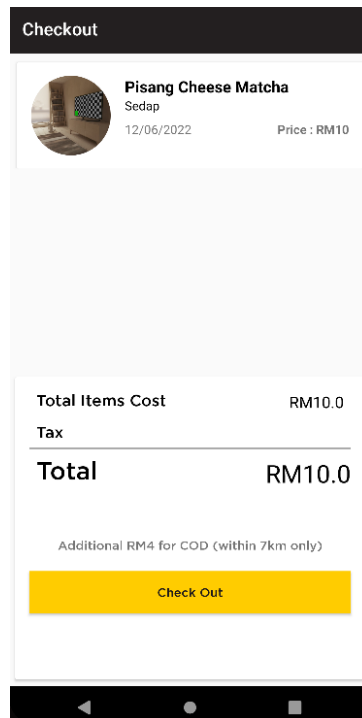 Checkout
Pisang Cheese Matcha
Sedap
12/06/2022 Price : RM10
Total Items Cost RM10.0
Tax
Total RM10.0
Additional RM4 for COD (within 7km only)
Check Out